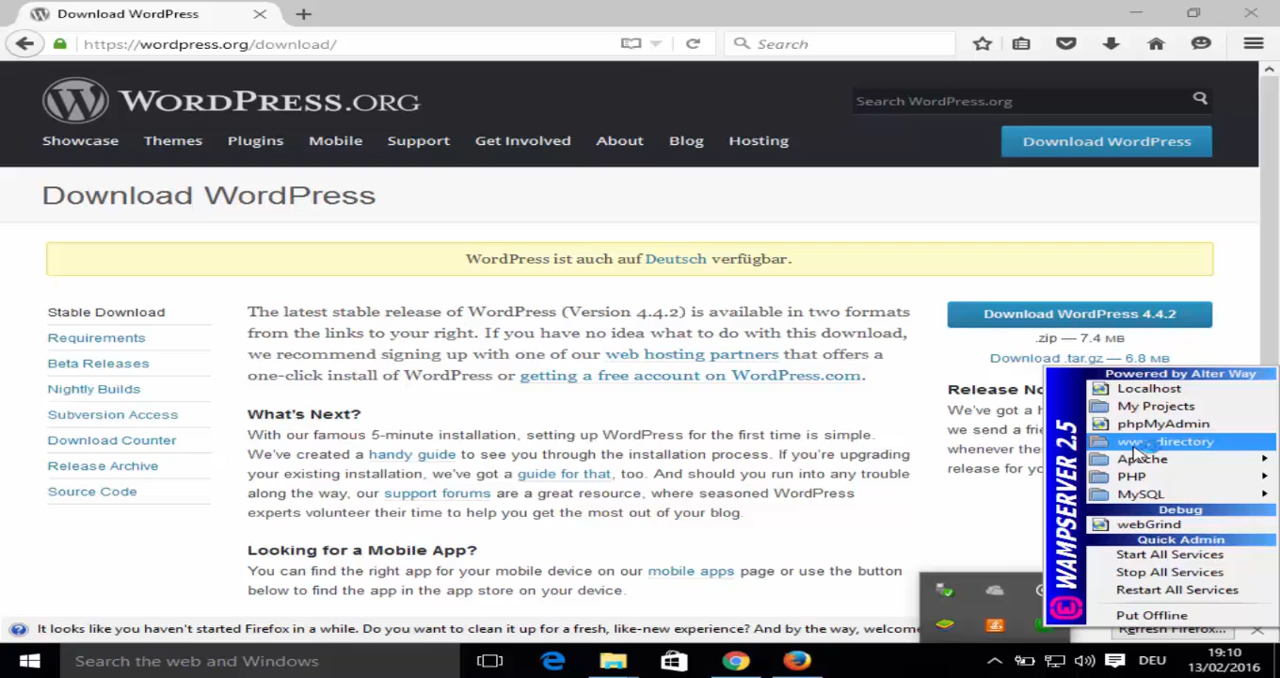 Download WordPress
https://wordpress.org/download/
Search
WORDPRESS.ORG
Search WordPress.org
Showcase Themes Plugins Mobile Support Get Involved About Blog Hosting
Download WordPress
Download WordPress
WordPress ist auch auf Deutsch verfügbar.
Stable Download
Requirements
Beta Releases
Nightly Builds
Subversion Access
Download Counter
Release Archive
Source Code
The latest stable release of WordPress (Version 4.4.2) is available in two formats
from the links to your right. If you have no idea what to do with this download,
we recommend signing up with one of our web hosting partners that offers a
one-click install of WordPress or getting a free account on WordPress.com.
What's Next?
With our famous 5-minute installation, setting up WordPress for the first time is simple.
We've created a handy guide to see you through the installation process. If you're upgrading
your existing installation, we've got a guide for that, too. And should you run into any trouble
along the way, our support forums are a great resource, where seasoned WordPress
experts volunteer their time to help you get the most out of your blog.
Looking for a Mobile App?
You can find the right app for your mobile device on our mobile apps page or use the button
below to find the app in the app store on your device.
Download WordPress 4.4.2
.zip — 7.4 MB
Download .tar.gz — 6.8 MB
Release
We've got a
we send a
whenever the
release for
WAMPSERVER 2.5
Powered by Alter Way
Localhost
My Projects
phpMyAdmin
directory
Apache
PHP
MySQL
Debug
webGrind
Quick Admin
Start All Services
Stop All Services
Restart All Services
Put Offline
It looks like you haven't started Firefox in a while. Do you want to clean it up for a fresh, like-new experience? And by the way, welcome
Refresh Firefox...
Search the web and Windows
DEU
19:10
13/02/2016